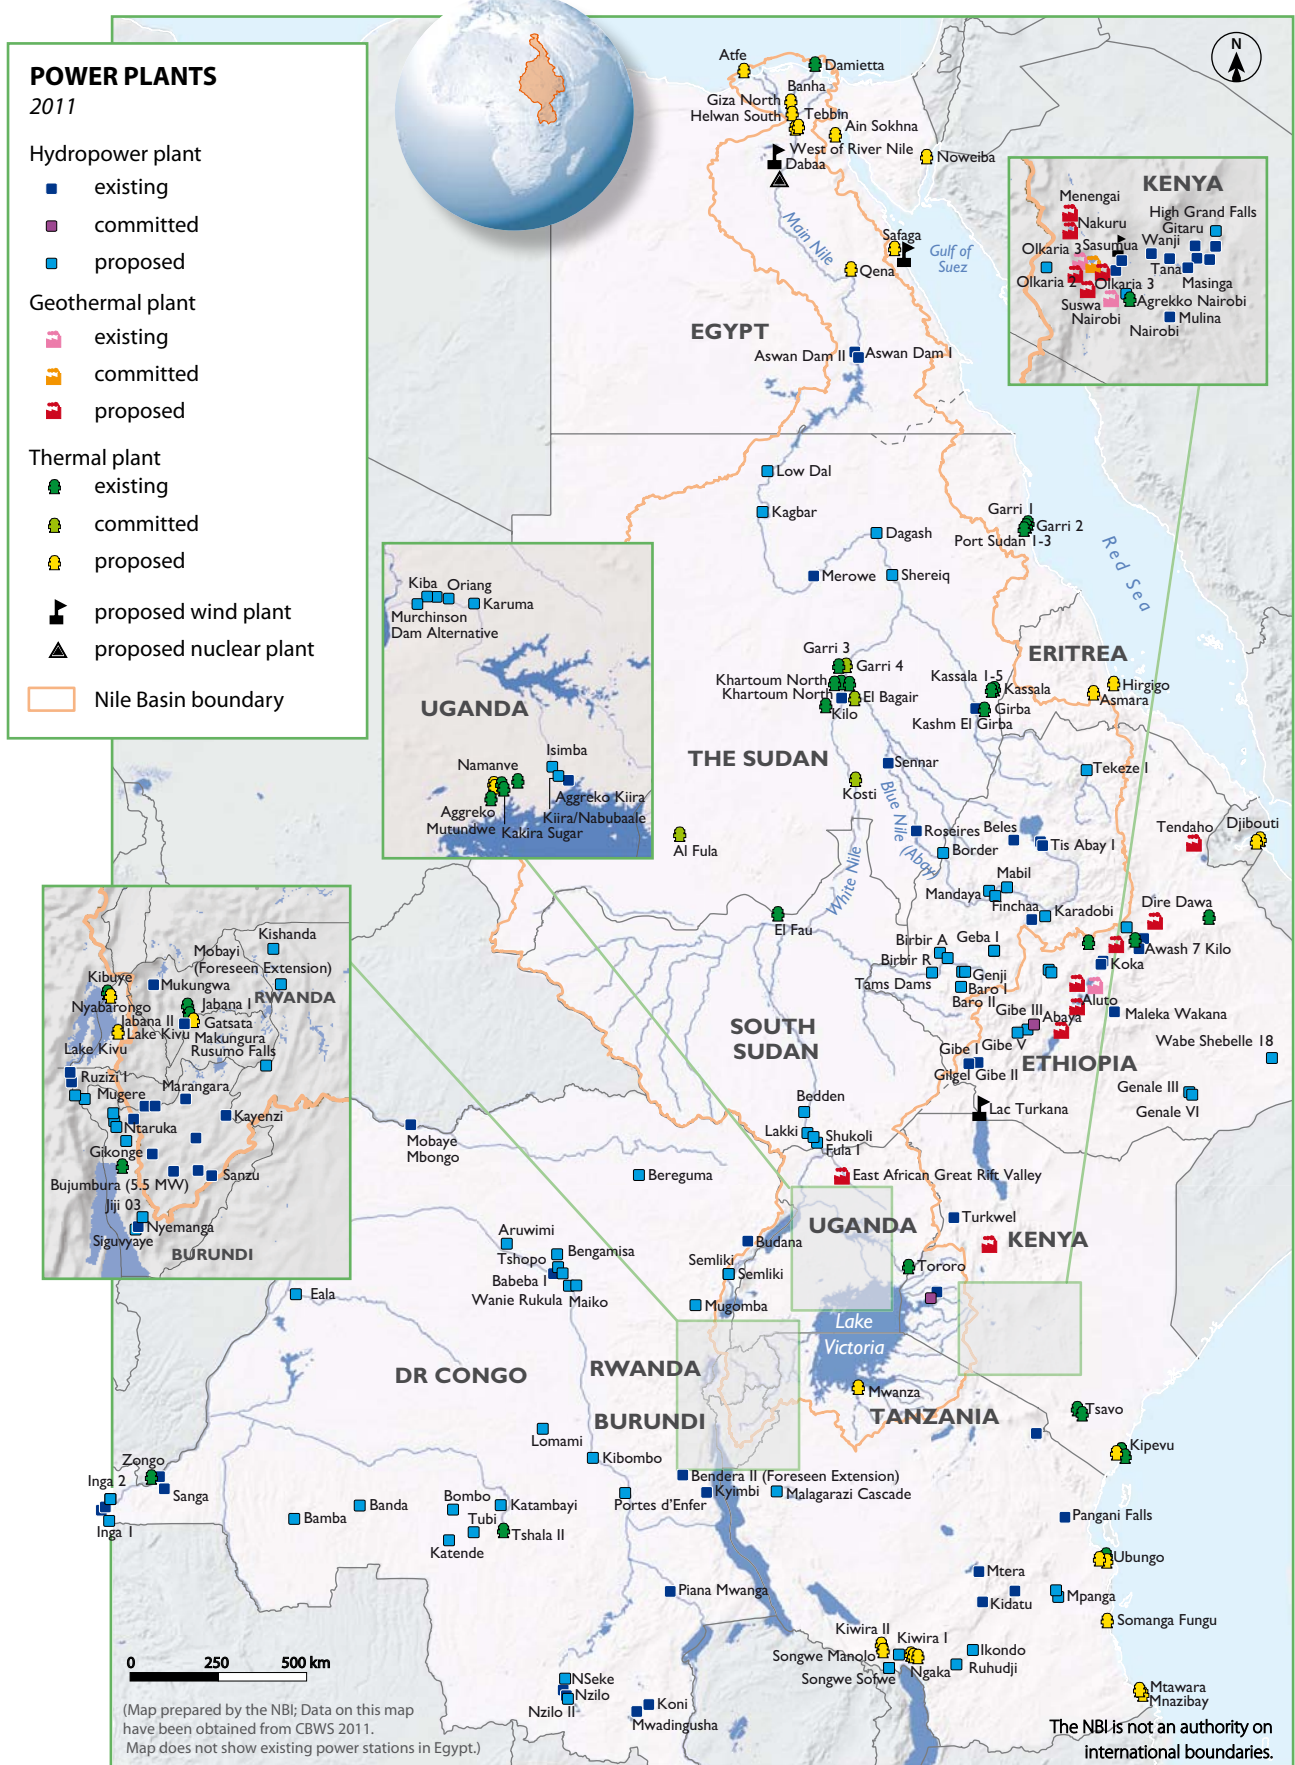 POWER PLANTS
2011
Hydropower plant
existing
committed
proposed
Geothermal plant
existing
committed
proposed
Thermal plant
existing
committed
proposed
proposed wind plant
proposed nuclear plant
Nile Basin boundary
N
Atfe
Damietta
Banha
Giza North
Helwan South
Tebbin
Ain Sokhna
West of River Nile
Dabaa
Noweiba
Main Nile
Safaga
Gulf of
Suez
Qena
EGYPT
Aswan Dam II
Aswan Dam I
KENYA
Menengai
High Grand Falls
Nakuru
Gitaru
Olkaria 3
Sasumua
Wanji
Tana
Olkaria 2
Olkaria 3
Masinga
Suswa
Agrekko Nairobi
Nairobi
Mulina
Nairobi
Low Dal
Kagbar
Dagash
Garri 1
Garri 2
Port Sudan 1-3
Red Sea
Merowe
Shereiq
Kiba
Oriang
Karuma
Murchinson
Dam Alternative
UGANDA
Isimba
Namanve
Aggreko Kiira
Aggreko
Kiira/Nabubaale
Mutundwe
Kakira Sugar
Garri 3
Garri 4
Khartoum North
Khartoum North
El Bagair
Kilo
Kassala 1-5
Kassala
Girba
Kashm El Girba
ERITREA
Hirgigo
Asmara
THE SUDAN
Sennar
Tekeze I
Kosti
Blue Nile (Abay)
Al Fula
Roseires
Beles
Tis Abay I
Tendaho
Djibouti
Border
White Nile
Mabil
Mandaya
Finchaa
Karadobi
Dire Dawa
El Fau
Birbir A
Geba I
Awash 7 Kilo
Birbir R
Koka
Genji
Tams Dams
Baro I
Baro II
Aluto
Gibe III
Abaya
Maleka Wakana
SOUTH
SUDAN
Wabe Shebelle 18
Gibe I
Gibe V
ETHIOPIA
Gilgel Gibe II
Genale III
Genale VI
Kishanda
Mobayi
(Foreseen Extension)
Kibuye
Mukungwa
RWANDA
Nyabarongo
Jabana I
Jabana II
Gatsata
Lake Kivu
Makungura
Lake Kivu
Rusumo Falls
Ruzizi I
Marangara
Mugere
Kayenzi
Ntaruka
Gikonge
Sanzu
Bujumbura (5.5 MW)
Jiji 03
Nyemanga
Siguvyaye
BURUNDI
Bedden
Lac Turkana
Mobaye
Mbongo
Lakki
Shukoli
Fula I
Bereguma
East African Great Rift Valley
UGANDA
Turkwel
KENYA
Aruwimi
Bengamisa
Tshopo
Budana
Semliki
Semliki
Tororo
Babeba I
Wanie Rukula
Maiko
Mugomba
Eala
Lake
Victoria
DR CONGO
RWANDA
Mwanza
BURUNDI
TANZANIA
Tsavo
Lomami
Kibombo
Kipevu
Zongo
Inga 2
Sanga
Bendera II (Foreseen Extension)
Kyimbi
Malagarazi Cascade
Inga 1
Banda
Bombo
Katambayi
Portes d’Enfer
Bamba
Tubi
Tshala II
Katende
Pangani Falls
Ubungo
Mtera
Piana Mwanga
Kidatu
Mpanga
Somanga Fungu
Kiwira II
Kiwira I
Songwe Manolo
Ikondo
Songwe Sofwe
Ngaka
Ruhudji
0 250 500 km
NSeke
Nzilo
Nzilo II
Koni
Mwadingusha
Mtawara
Mnazibay
(Map prepared by the NBI; Data on this map
have been obtained from CBWS 2011.
Map does not show existing power stations in Egypt.)
The NBI is not an authority on
international boundaries.